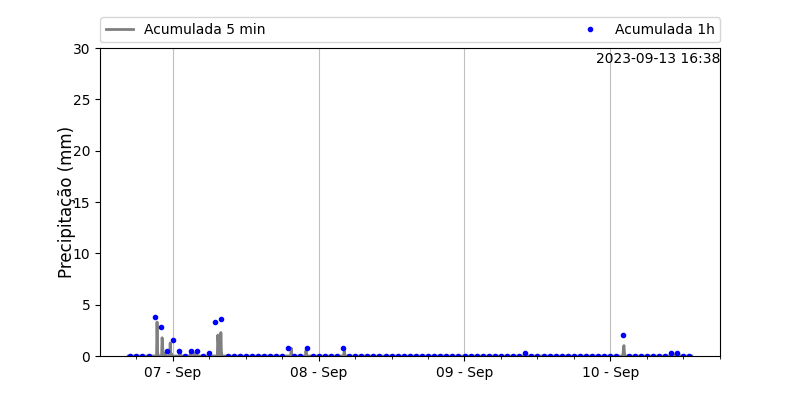 Acumulada 5 min
Acumulada 1h
2023-09-13 16:38
Precipitação (mm)
30
25
20
15
10
5
0
07 - Sep
08 - Sep
09 - Sep
10 - Sep